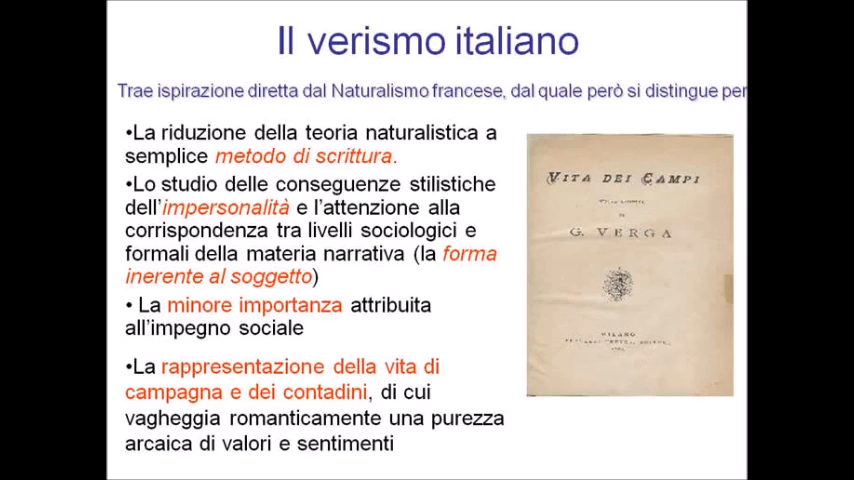 Il verismo italiano
Trae ispirazione diretta dal Naturalismo francese, dal quale però si distingue per
•La riduzione della teoria naturalistica a
semplice metodo di scrittura.
•Lo studio delle conseguenze stilistiche
dell'impersonalità e l'attenzione alla
corrispondenza tra livelli sociologici e
formali della materia narrativa (la forma
inerente al soggetto)
• La minore importanza attribuita
all'impegno sociale
•La rappresentazione della vita di
campagna e dei contadini, di cui
vagheggia romanticamente una purezza
arcaica di valori e sentimenti
VITA DEI CAMPI
DI
G. VERGA
MILANO